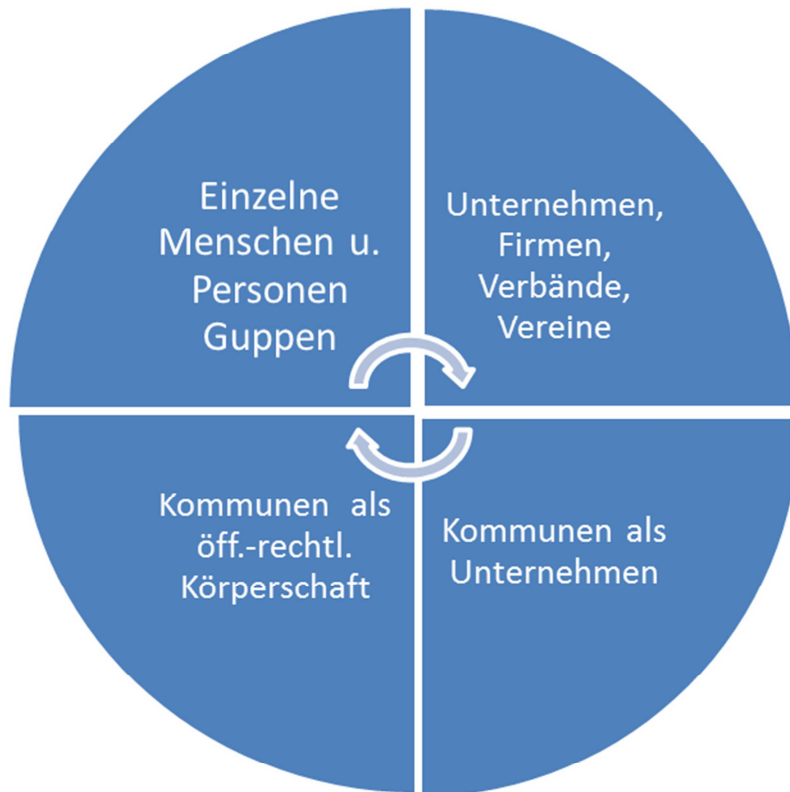 Einzelne
Menschen u.
Personen
Guppen
Unternehmen,
Firmen,
Verbände,
Vereine
Kommunen als
öff.-rechtl.
Körperschaft
Kommunen als
Unternehmen